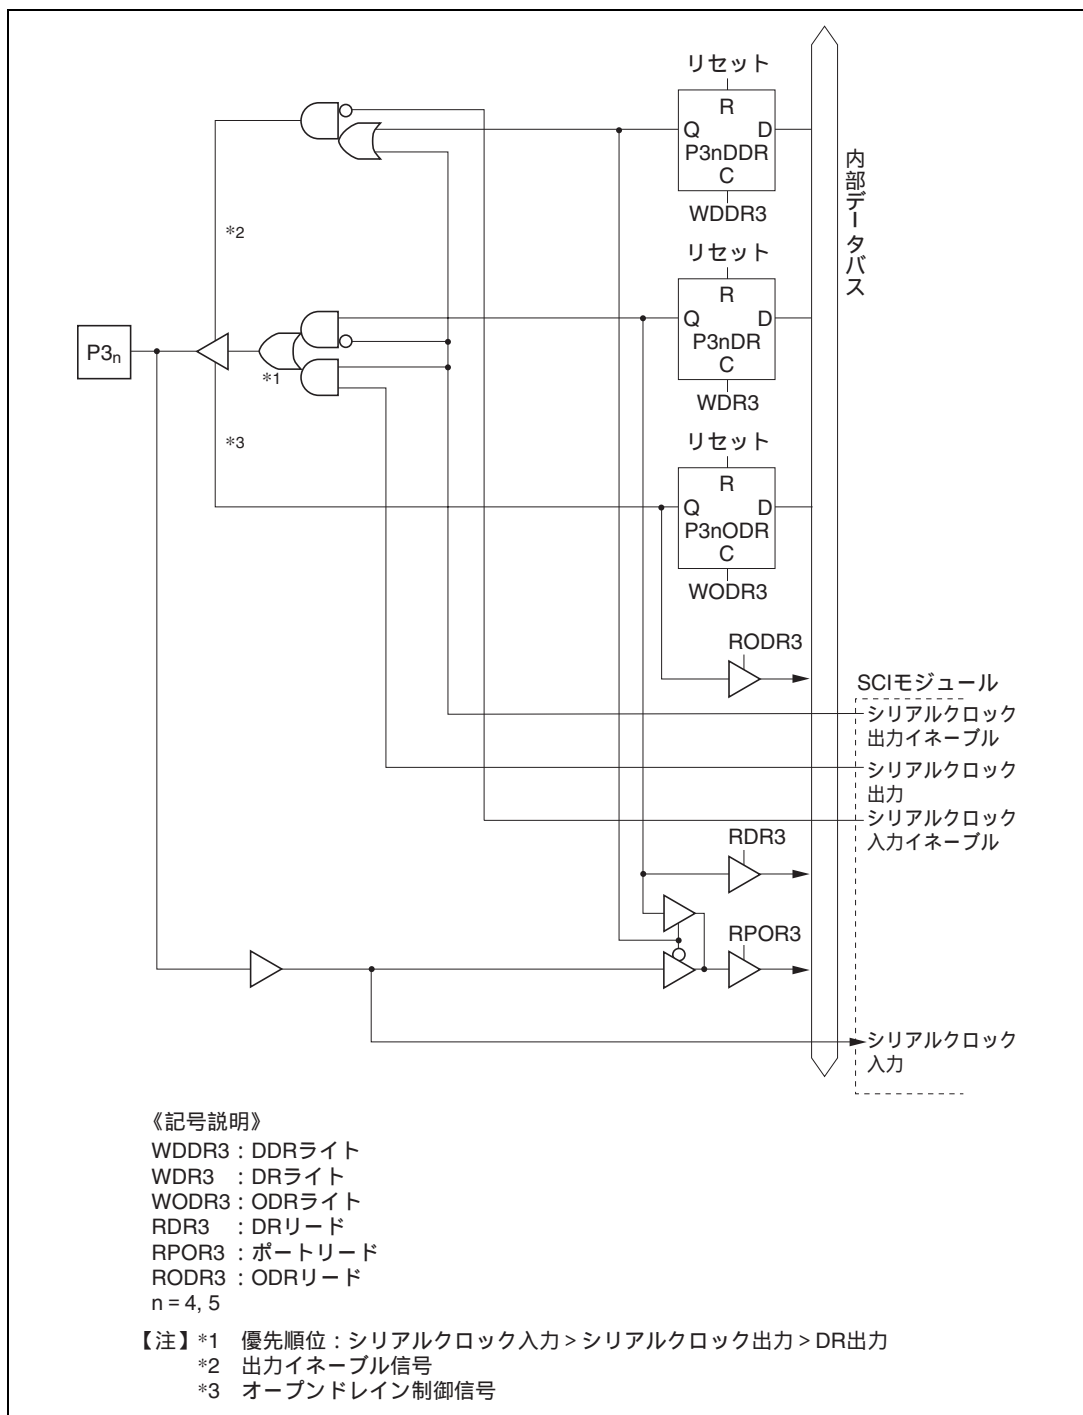 リセット
R
Q D
P3nDDR
C
WDDR3
内部データバス
*2
リセット
R
Q D
P3nDR
C
WDR3
P3n
*1
*3
リセット
R
Q D
P3nODR
C
WODR3
RODR3
SCIモジュール
シリアルクロック
出力イネーブル
シリアルクロック
出力
シリアルクロック
入力イネーブル
RDR3
RPOR3
シリアルクロック
入力
《記号説明》
WDDR3 : DDRライト
WDR3 : DRライト
WODR3 : ODRライト
RDR3 : DRリード
RPOR3 : ポートリード
RODR3 : ODRリード
n = 4, 5
【注】*1 優先順位：シリアルクロック入力 > シリアルクロック出力 > DR出力
*2 出力イネーブル信号
*3 オープンドレイン制御信号